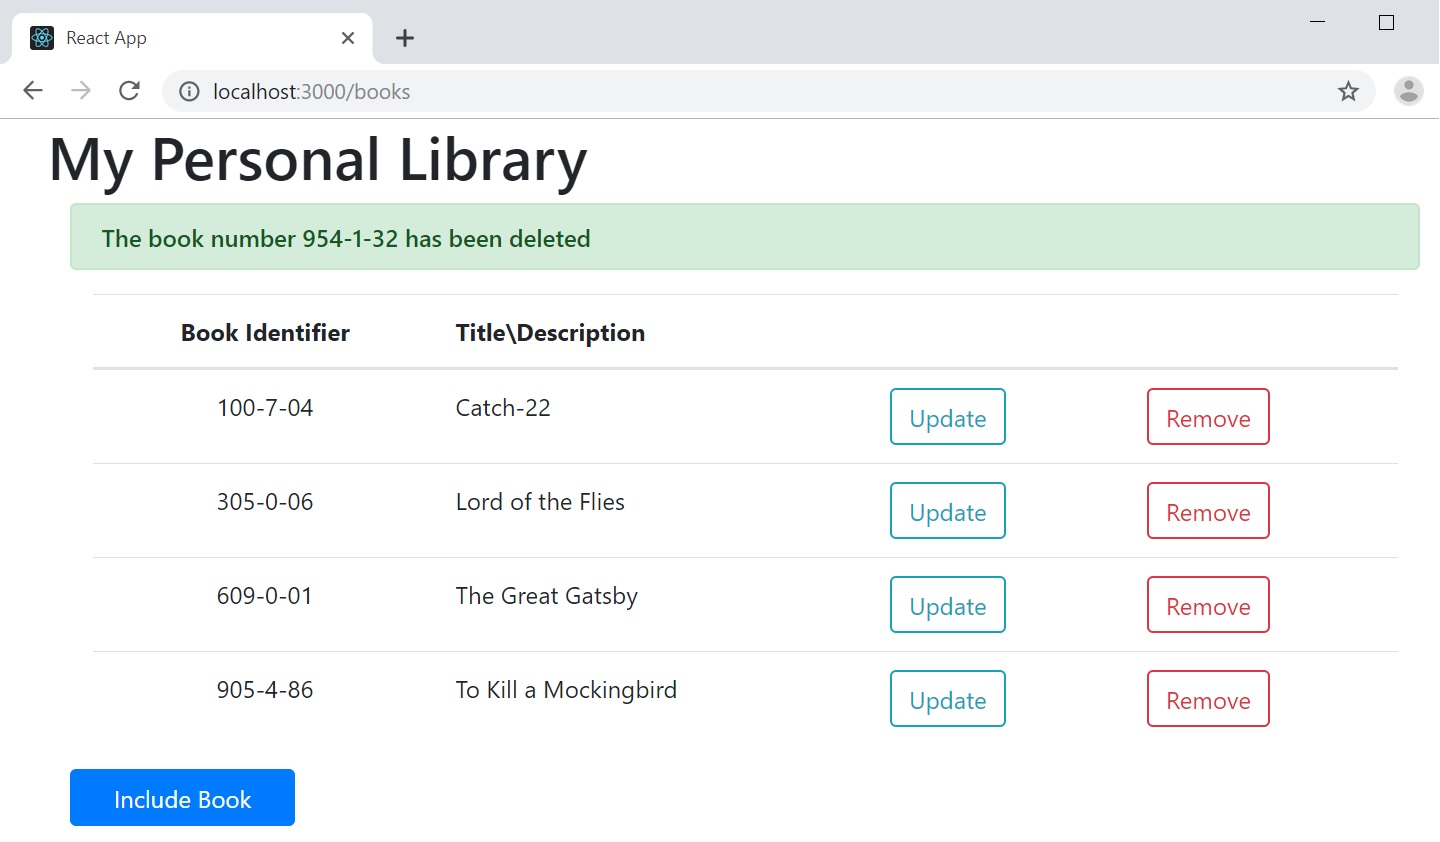 React App
localhost:3000/books
My Personal Library
The book number 954-1-32 has been deleted
Book Identifier Title\Description
100-7-04 Catch-22 Update Remove
305-0-06 Lord of the Flies Update Remove
609-0-01 The Great Gatsby Update Remove
905-4-86 To Kill a Mockingbird Update Remove
Include Book